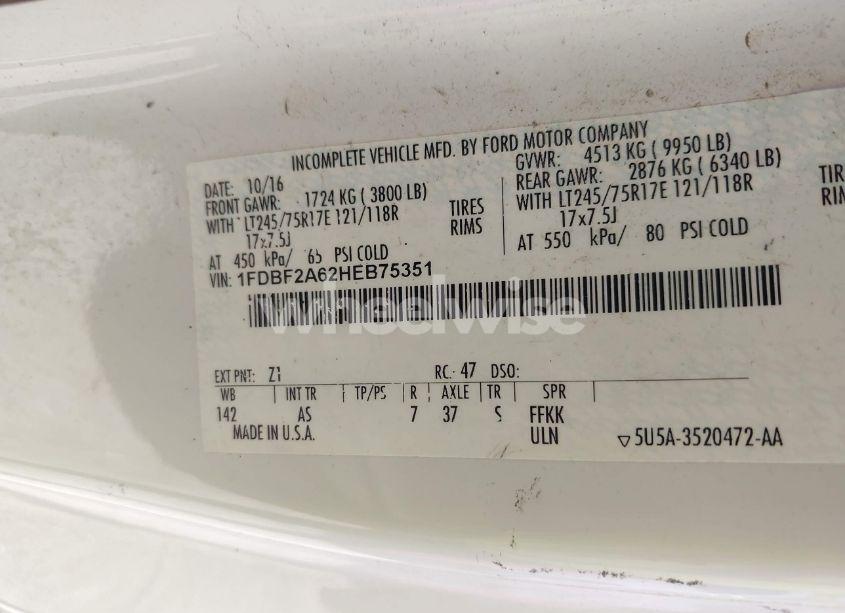 INCOMPLETE VEHICLE MFD. BY FORD MOTOR COMPANY
DATE: 10/16
GVWR: 4513 KG ( 9950 LB)
FRONT GAWR: 1724 KG ( 3800 LB)
REAR GAWR: 2876 KG ( 6340 LB)
WITH LT245/75R17E 121/118R TIRES
WITH LT245/75R17E 121/118R TIRE
17x7.5J RIMS
17x7.5J RIM
AT 450 kPa/ 65 PSI COLD
AT 550 kPa/ 80 PSI COLD
VIN: 1FDBF2A62HEB75351
wheelwise
EXT PNT: Z1 RC: 47 DSO:
WB INT TR TP/PS R AXLE TR SPR
142 AS 7 37 S FFKK
MADE IN U.S.A. ULN
5U5A-3520472-AA